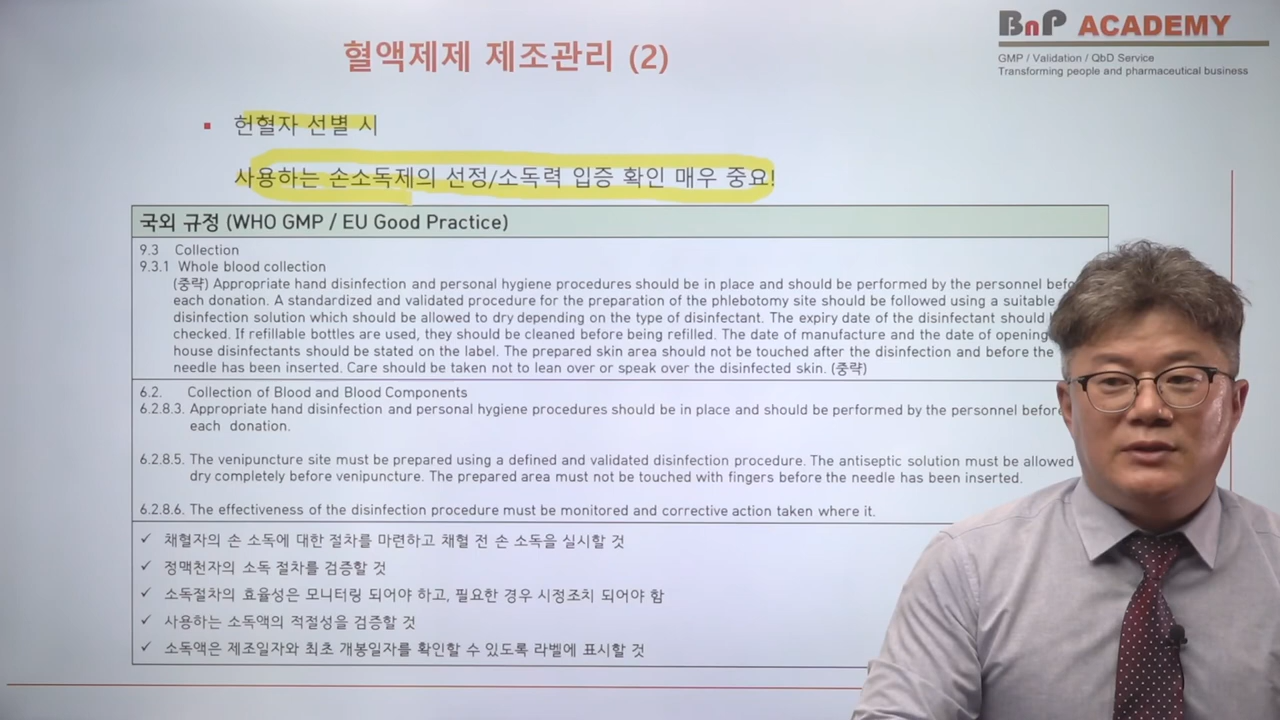 BnP ACADEMY
GMP / Validation / QbD Service
Transforming people and pharmaceutical business
혈액제제 제조관리 (2)
▪ 헌혈자 선별 시
사용하는 손소독제의 선정/소독력 입증 확인 매우 중요!
국외 규정 (WHO GMP / EU Good Practice)
9.3 Collection
9.3.1 Whole blood collection
(중략) Appropriate hand disinfection and personal hygiene procedures should be in place and should be performed by the personnel
each donation. A standardized and validated procedure for the preparation of the phlebotomy site should be followed using a suitable
disinfection solution which should be allowed to dry depending on the type of disinfectant. The expiry date of the disinfectant should
checked. If refillable bottles are used, they should be cleaned before being refilled. The date of manufacture and the date of opening
house disinfectants should be stated on the label. The prepared skin area should not be touched after the disinfection and before the
needle has been inserted. Care should be taken not to lean over or speak over the disinfected skin. (중략)
6.2. Collection of Blood and Blood Components
6.2.8.3. Appropriate hand disinfection and personal hygiene procedures should be in place and should be performed by the personnel before
each donation.
6.2.8.5. The venipuncture site must be prepared using a defined and validated disinfection procedure. The antiseptic solution must be allowed
dry completely before venipuncture. The prepared area must not be touched with fingers before the needle has been inserted.
6.2.8.6. The effectiveness of the disinfection procedure must be monitored and corrective action taken where it.
✓ 채혈자의 손 소독에 대한 절차를 마련하고 채혈 전 손 소독을 실시할 것
✓ 정맥천자의 소독 절차를 검증할 것
✓ 소독절차의 효율성은 모니터링 되어야 하고, 필요한 경우 시정조치 되어야 함
✓ 사용하는 소독액의 적절성을 검증할 것
✓ 소독액은 제조일자와 최초 개봉일자를 확인할 수 있도록 라벨에 표시할 것